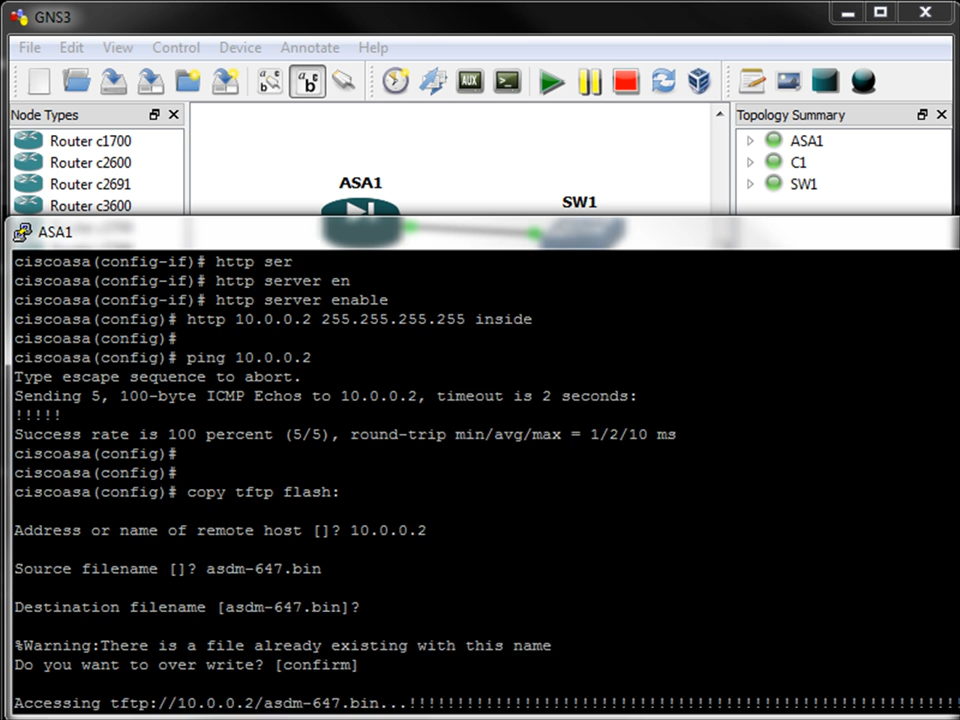 GNS3
File Edit View Control Device Annotate Help
AUX
Node Types
Router c1700
Router c2600
Router c2691
Router c3600
ASA1
SW1
Topology Summary
ASA1
C1
SW1
ASA1
ciscoasa(config-if)# http ser
ciscoasa(config-if)# http server en
ciscoasa(config-if)# http server enable
ciscoasa(config)# http 10.0.0.2 255.255.255.255 inside
ciscoasa(config)#
ciscoasa(config)# ping 10.0.0.2
Type escape sequence to abort.
Sending 5, 100-byte ICMP Echos to 10.0.0.2, timeout is 2 seconds:
!!!!!
Success rate is 100 percent (5/5), round-trip min/avg/max = 1/2/10 ms
ciscoasa(config)#
ciscoasa(config)#
ciscoasa(config)# copy tftp flash:
Address or name of remote host []? 10.0.0.2
Source filename []? asdm-647.bin
Destination filename [asdm-647.bin]?
%Warning:There is a file already existing with this name
Do you want to over write? [confirm]
Accessing tftp://10.0.0.2/asdm-647.bin...!!!!!!!!!!!!!!!!!!!!!!!!!!!!!!!!!!!!!!!!!!!!!!!!!!!!!!!!!!